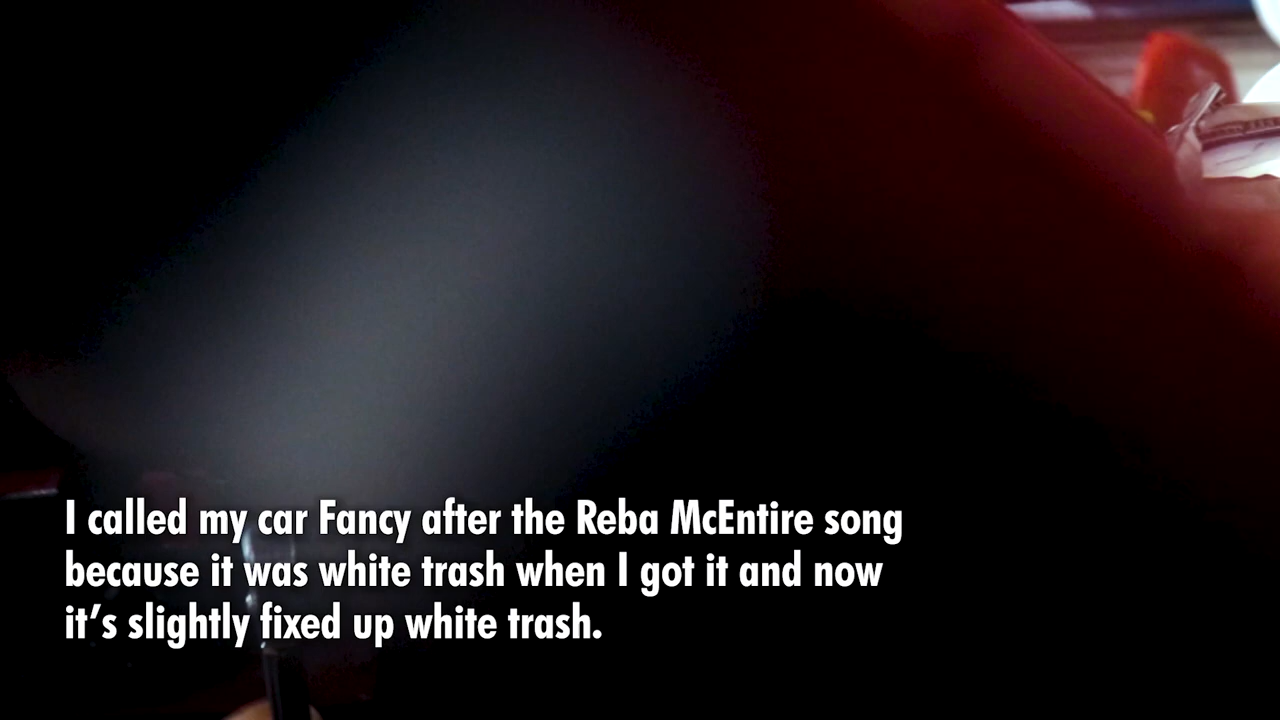 I called my car Fancy after the Reba McEntire song
because it was white trash when I got it and now
it’s slightly fixed up white trash.